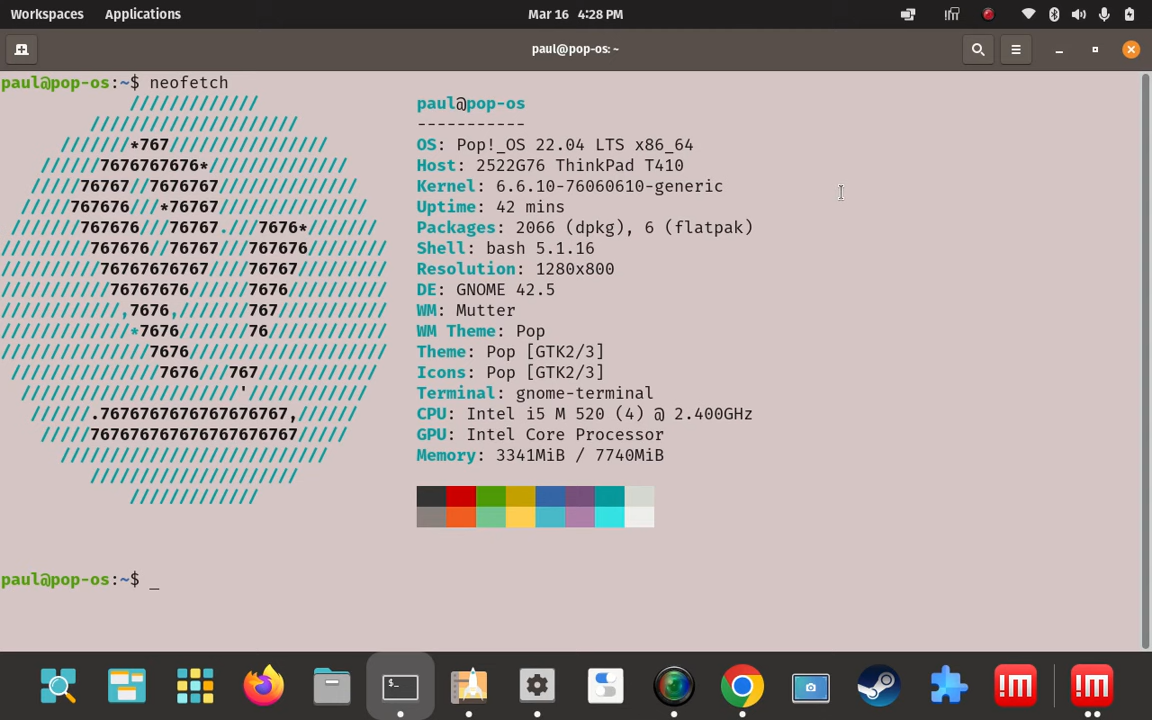 Workspaces Applications Mar 16 4:28 PM
paul@pop-os: ~
paul@pop-os:~$ neofetch
///////////// paul@pop-os
///////////////////// -----------
///////*767//////////////// OS: Pop!_OS 22.04 LTS x86_64
//////7676767676*////////////// Host: 2522G76 ThinkPad T410
/////76767//7676767////////////// Kernel: 6.6.10-76060610-generic
/////767676///*76767/////////////// Uptime: 42 mins
///////767676///76767.///7676*/////// Packages: 2066 (dpkg), 6 (flatpak)
/////////767676//76767///767676//////// Shell: bash 5.1.16
//////////76767676767////76767///////// Resolution: 1280x800
///////////76767676//////7676////////// DE: GNOME 42.5
////////////,7676,///////767/////////// WM: Mutter
/////////////*7676///////76//////////// WM Theme: Pop
///////////////7676//////////////////// Theme: Pop [GTK2/3]
///////////////7676///767//////////// Icons: Pop [GTK2/3]
//////////////////////'//////////// Terminal: gnome-terminal
//////.7676767676767676767,////// CPU: Intel i5 M 520 (4) @ 2.400GHz
/////767676767676767676767///// GPU: Intel Core Processor
/////////////////////////// Memory: 3341MiB / 7740MiB
/////////////////////
/////////////
paul@pop-os:~$ _
$_
!M
!M